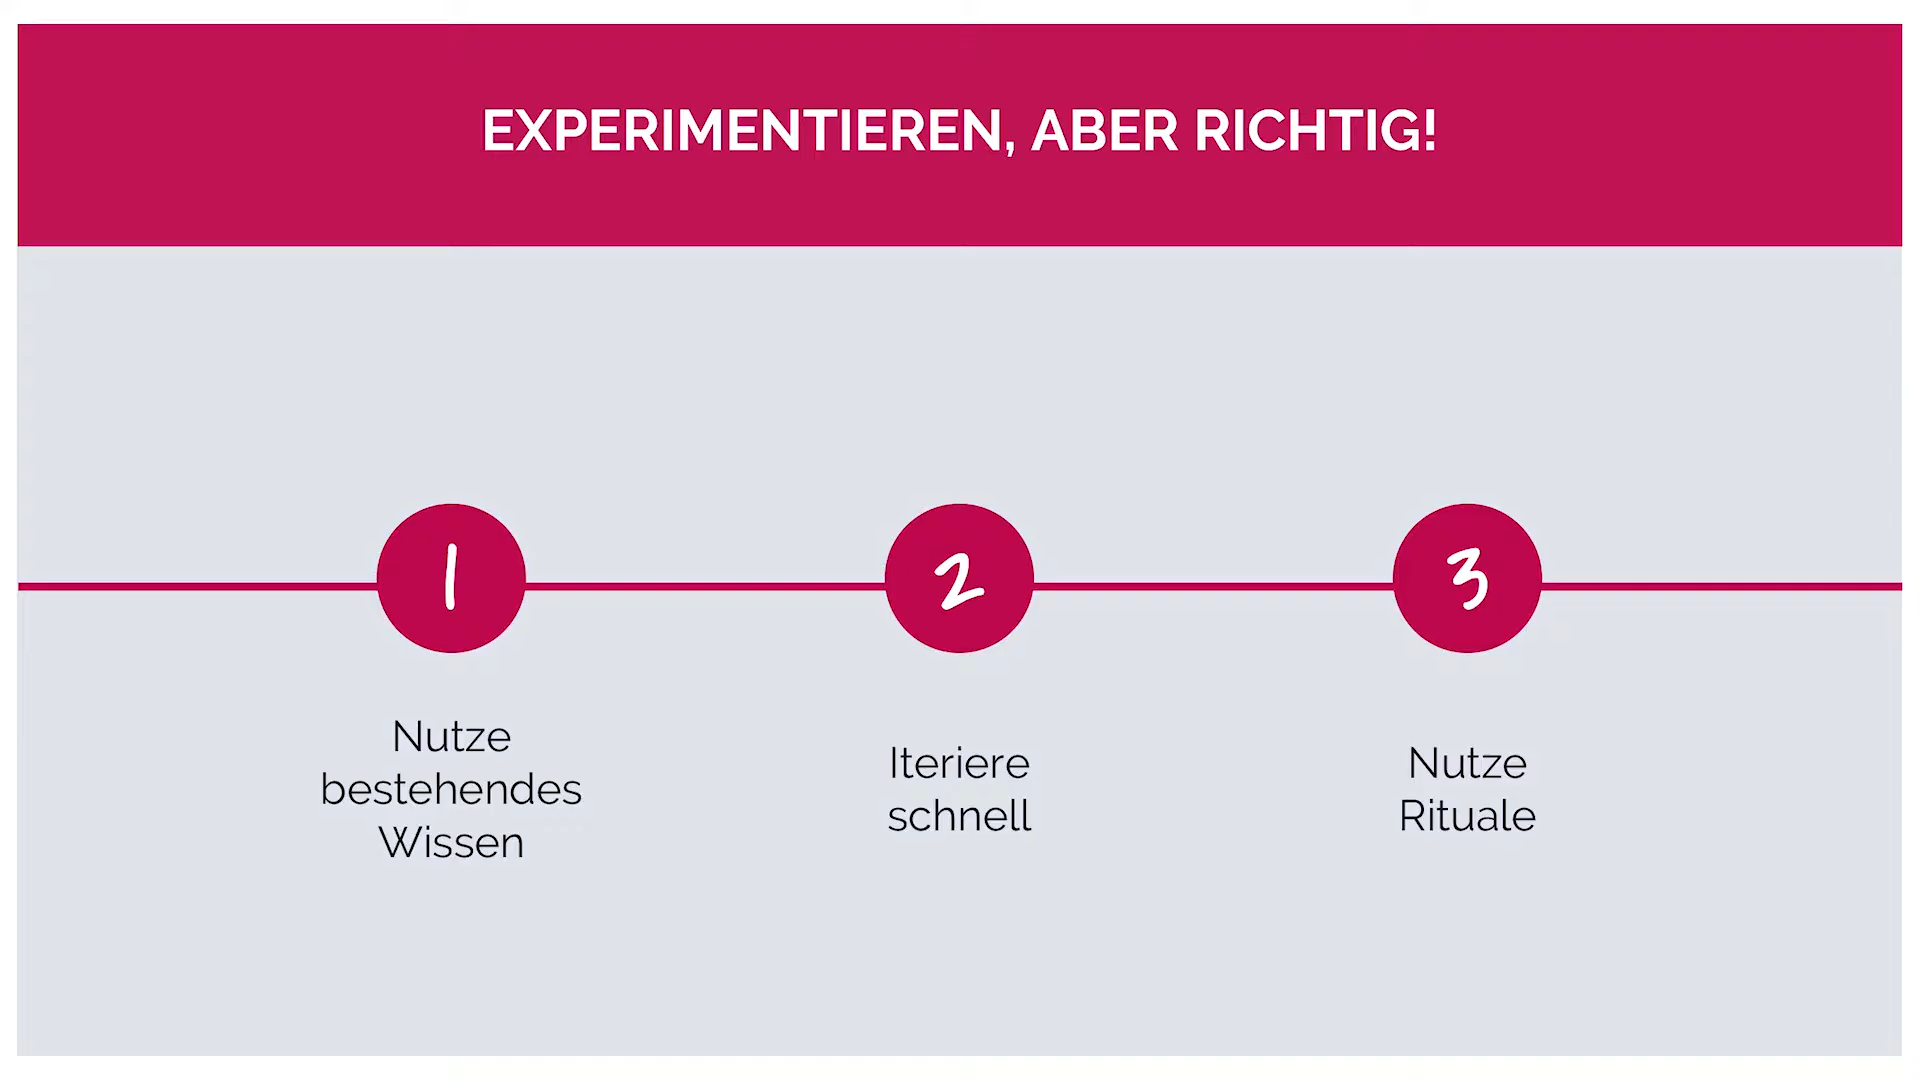 EXPERIMENTIEREN, ABER RICHTIG!
1
Nutze
bestehendes
Wissen
2
Iteriere
schnell
3
Nutze
Rituale